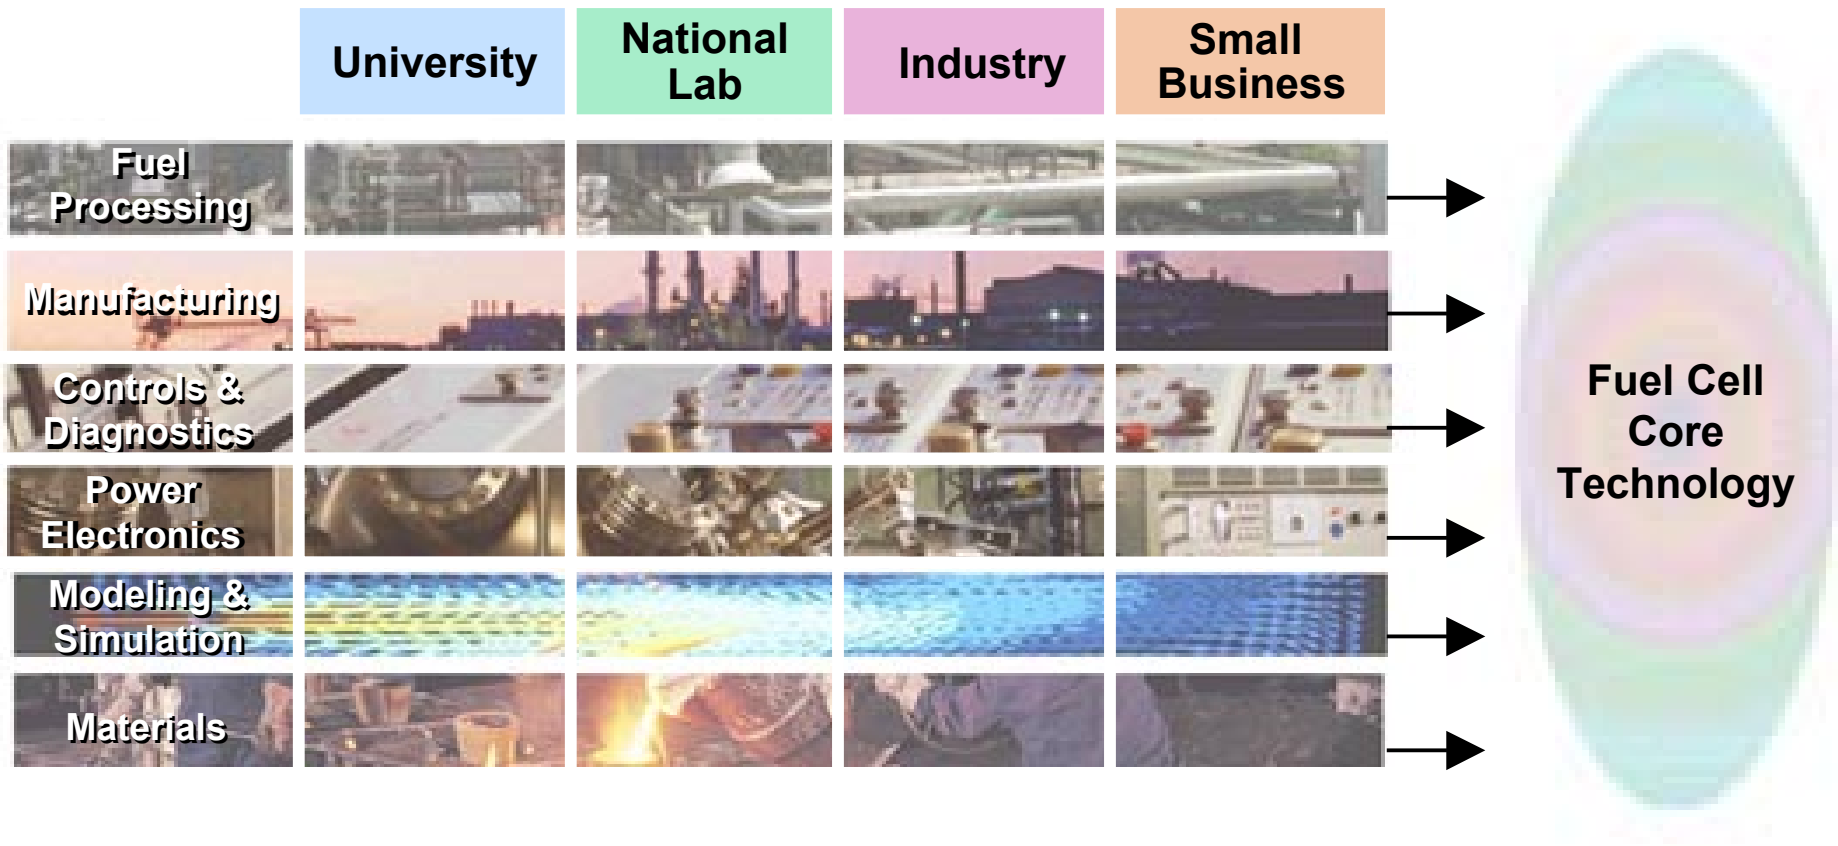 University
National
Lab
Industry
Small
Business
Fuel
Processing
Manufacturing
Controls &
Diagnostics
Power
Electronics
Modeling &
Simulation
Materials
Fuel Cell
Core
Technology